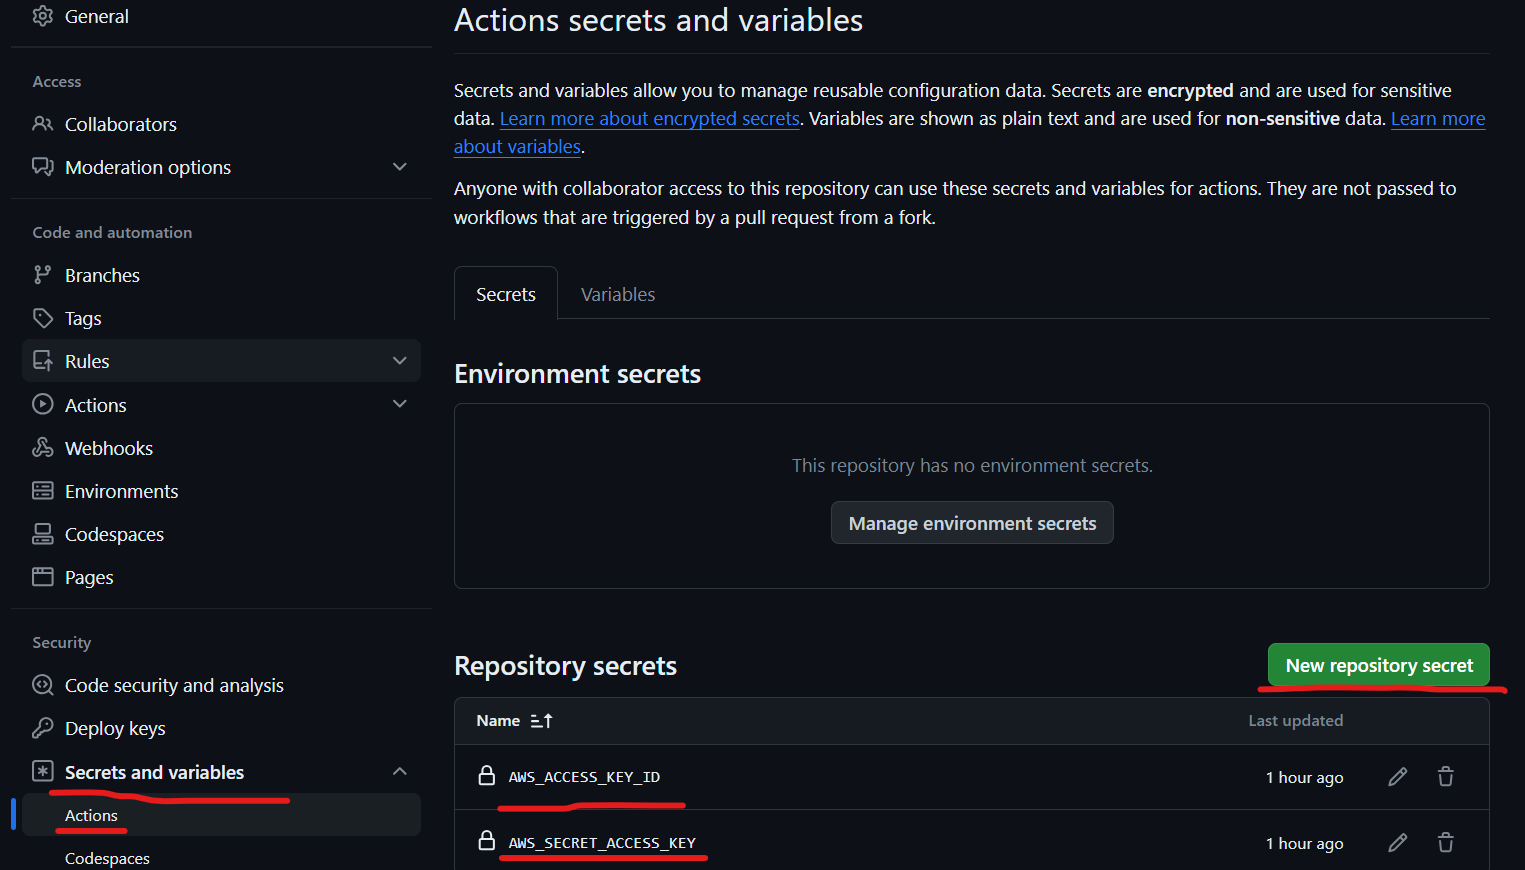 General
Access
Collaborators
Moderation options
Code and automation
Branches
Tags
Rules
Actions
Webhooks
Environments
Codespaces
Pages
Security
Code security and analysis
Deploy keys
Secrets and variables
Actions
Codespaces
Actions secrets and variables
Secrets and variables allow you to manage reusable configuration data. Secrets are encrypted and are used for sensitive
data. Learn more about encrypted secrets. Variables are shown as plain text and are used for non-sensitive data. Learn more
about variables.
Anyone with collaborator access to this repository can use these secrets and variables for actions. They are not passed to
workflows that are triggered by a pull request from a fork.
Secrets Variables
Environment secrets
This repository has no environment secrets.
Manage environment secrets
Repository secrets New repository secret
Name Last updated
AWS_ACCESS_KEY_ID 1 hour ago
AWS_SECRET_ACCESS_KEY 1 hour ago